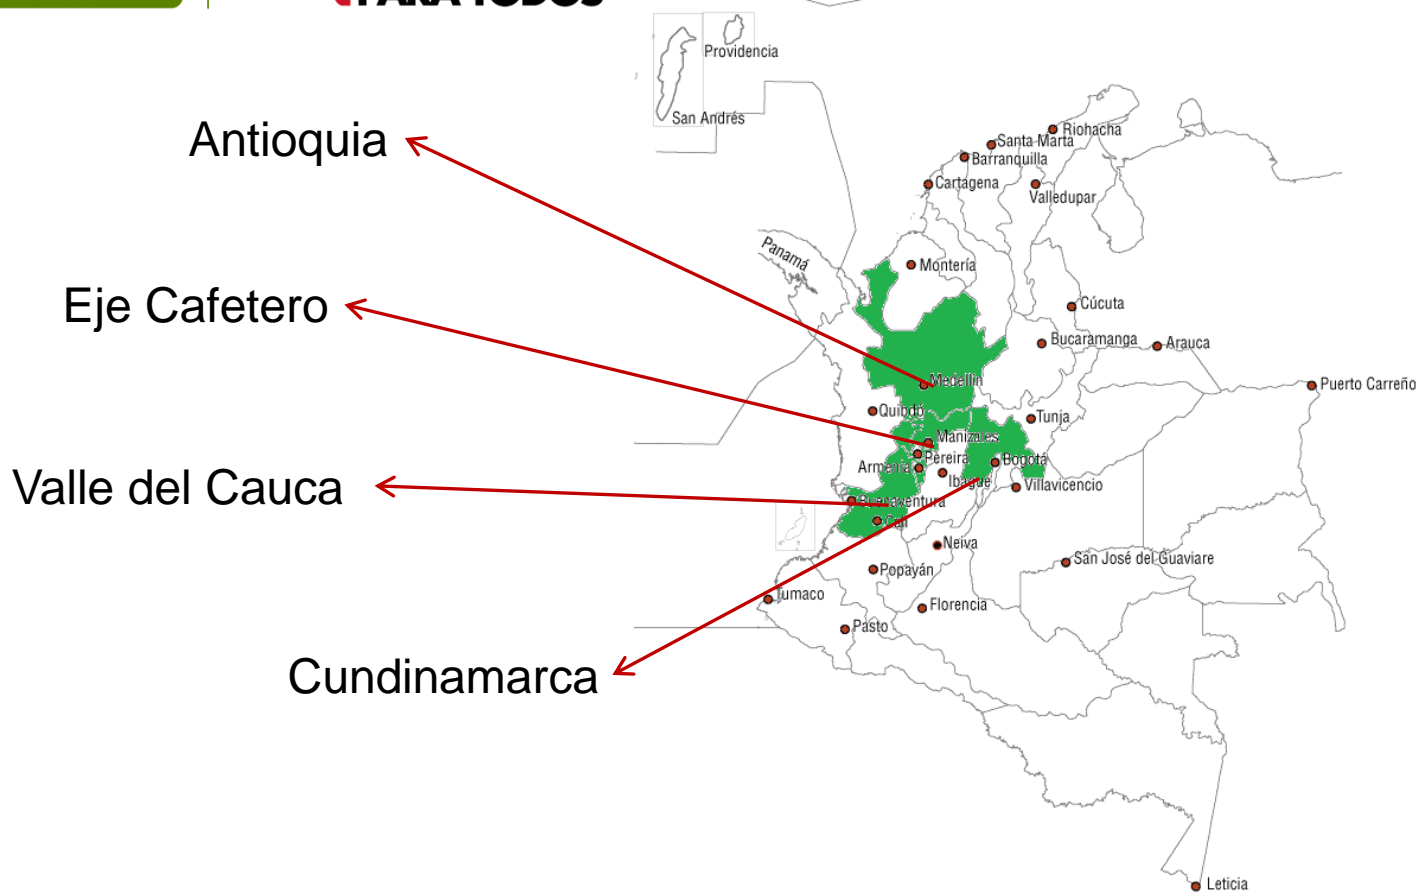 PARA TODOS
Providencia
San Andrés
Antioquia
Riohacha
Santa Marta
Barranquilla
Cartagena
Valledupar
Panamá
Montería
Eje Cafetero
Cúcuta
Bucaramanga
Arauca
Medellín
Puerto Carreño
Quibdó
Tunja
Manizales
Pereira
Bogotá
Armenia
Ibagué
Villavicencio
Valle del Cauca
Buenaventura
Cali
Neiva
San José del Guaviare
Popayán
Tumaco
Florencia
Pasto
Cundinamarca
Leticia